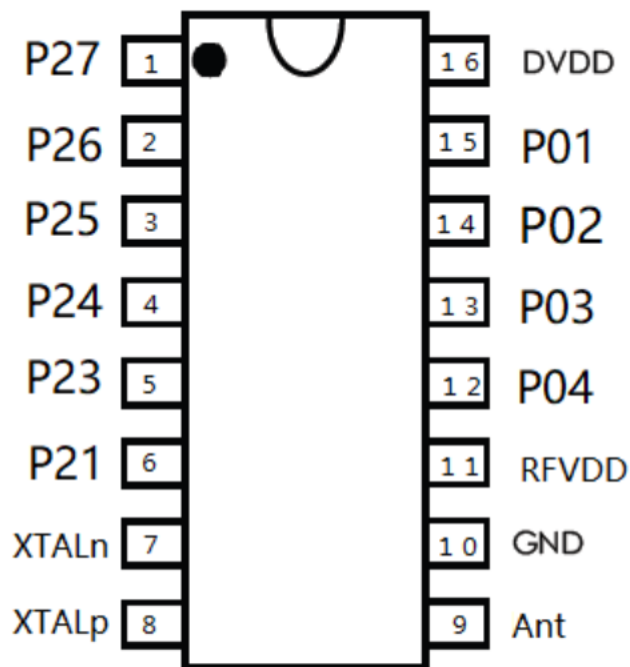 P27 1 16 DVDD
P26 2 15 P01
P25 3 14 P02
P24 4 13 P03
P23 5 12 P04
P21 6 11 RFVDD
XTALn 7 10 GND
XTALp 8 9 Ant